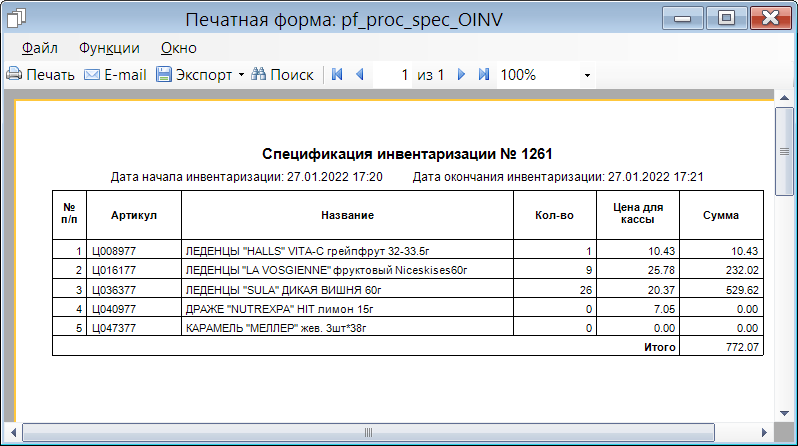 Печатная форма: pf_proc_spec_OINV
Файл Функции Окно
Печать E-mail Экспорт Поиск 1 из 1 100%
Спецификация инвентаризации № 1261
Дата начала инвентаризации: 27.01.2022 17:20 Дата окончания инвентаризации: 27.01.2022 17:21
№ п/п Артикул Название Кол-во Цена для кассы Сумма
1 Ц008977 ЛЕДЕНЦЫ "HALLS" VITA-C грейпфрут 32-33.5г 1 10.43 10.43
2 Ц016177 ЛЕДЕНЦЫ "LA VOSGIENNE" фруктовый Niceskises60г 9 25.78 232.02
3 Ц036377 ЛЕДЕНЦЫ "SULA" ДИКАЯ ВИШНЯ 60г 26 20.37 529.62
4 Ц040977 ДРАЖЕ "NUTREXPA" HIT лимон 15г 0 7.05 0.00
5 Ц047377 КАРАМЕЛЬ "МЕЛЛЕР" жев. 3шт*38г 0 0.00 0.00
Итого 772.07